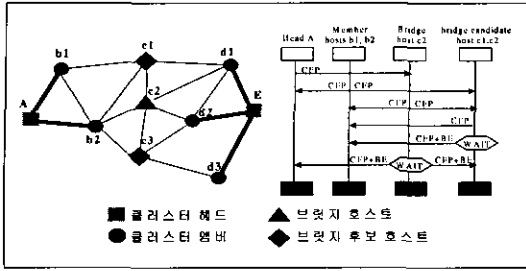 b1
c1
d1
A
c2
E
b2
d2
c3
d3
Head A
Member hosts b1, b2
Bridge host c2
bridge candidate host c1,c2
CFP
CFP CFP
CFP CFP
CFP
CFP+BE WAIT
CFP+BE WAIT CFP+BE
클러스터 헤드
브릿지 호스트
클러스터 멤버
브릿지 후보 호스트